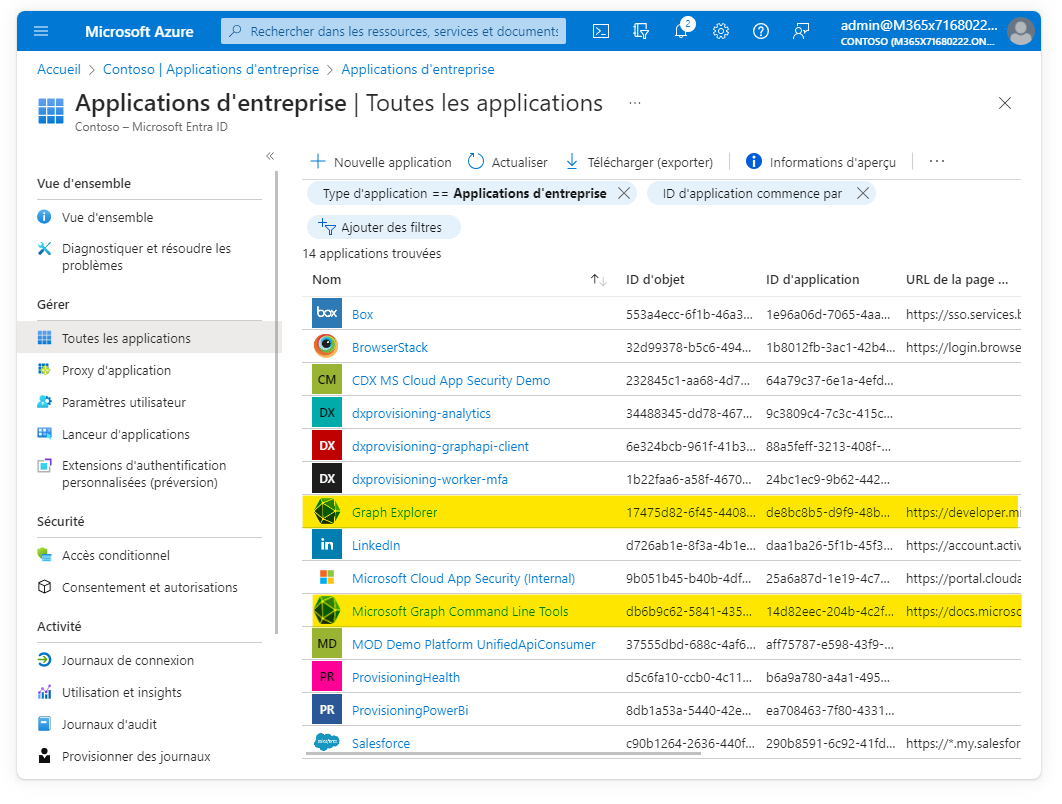 Microsoft Azure
Rechercher dans les ressources, services et documents
2
admin@M365x7168022...
CONTOSO (M365X71680222.ON...
Accueil > Contoso | Applications d'entreprise > Applications d'entreprise
Applications d'entreprise | Toutes les applications ...
Contoso – Microsoft Entra ID
Vue d'ensemble
Vue d'ensemble
Diagnostiquer et résoudre les
problèmes
Gérer
Toutes les applications
Proxy d'application
Paramètres utilisateur
Lanceur d'applications
Extensions d'authentification
personnalisées (préversion)
Sécurité
Accès conditionnel
Consentement et autorisations
Activité
Journaux de connexion
Utilisation et insights
Journaux d'audit
Provisionner des journaux
Nouvelle application Actualiser Télécharger (exporter) Informations d'aperçu ...
Type d'application == Applications d'entreprise ID d'application commence par
Ajouter des filtres
14 applications trouvées
Nom ID d'objet ID d'application URL de la page ...
box Box 553a4ecc-6f1b-46a3... 1e96a06d-7065-4aa... https://sso.services.b
BrowserStack 32d99378-b5c6-494... 1b8012fb-3ac1-42b4... https://login.browse
CM CDX MS Cloud App Security Demo 232845c1-aa68-4d7... 64a79c37-6e1a-4efd...
DX dxprovisioning-analytics 34488345-dd78-467... 9c3809c4-7c3c-415c...
DX dxprovisioning-graphapi-client 6e324bcb-961f-41b3... 88a5feff-3213-408f-...
DX dxprovisioning-worker-mfa 1b22faa6-a58f-4670... 24bc1ec9-9b62-442...
Graph Explorer 17475d82-6f45-4408... de8bc8b5-d9f9-48b... https://developer.mi
in LinkedIn d726ab1e-8f3a-4b1e... daa1ba26-5f1b-45f3... https://account.activ
Microsoft Cloud App Security (Internal) 9b051b45-b40b-4df... 25a6a87d-1e19-4c7... https://portal.clouda
Microsoft Graph Command Line Tools db6b9c62-5841-435... 14d82eec-204b-4c2f... https://docs.microsc
MD MOD Demo Platform UnifiedApiConsumer 37555dbd-688c-4af6... aff75787-e598-43f9-...
PR ProvisioningHealth d5c6fa10-ccb0-4c11... b6a9a780-a4a1-495...
PR ProvisioningPowerBi 8db1a53a-5440-42e... ea708463-7f80-4331...
salesforce Salesforce c90b1264-2636-440f... 290b8591-6c92-41fd... https://*.my.salesfor